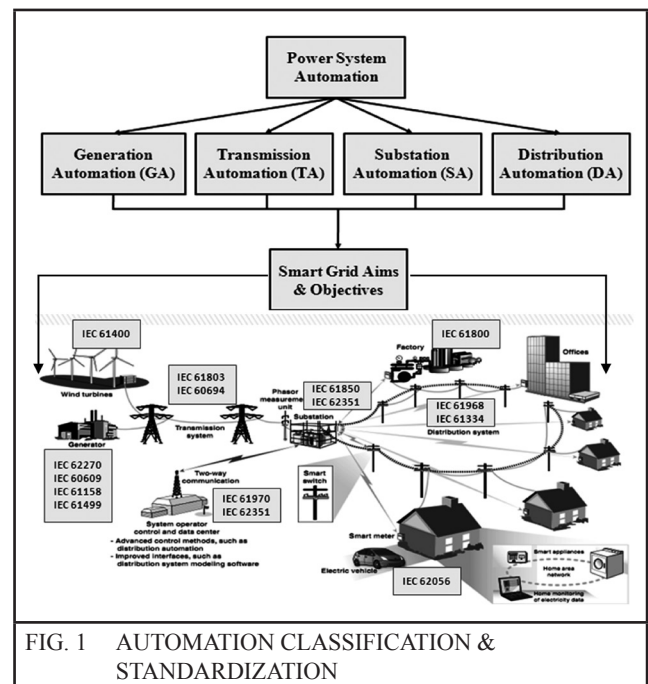 Power System
Automation
Generation
Automation (GA)
Transmission
Automation (TA)
Substation
Automation (SA)
Distribution
Automation (DA)
Smart Grid Aims
& Objectives
IEC 61400
Wind turbines
IEC 61803
IEC 60694
Transmission
system
Generator
IEC 62270
IEC 60609
IEC 61158
IEC 61499
Phasor
measurement
unit
Substation
IEC 61850
IEC 62351
Factory
IEC 61800
Offices
IEC 61968
IEC 61334
Distribution system
Two-way
communication
System operator
control and data center
- Advanced control methods, such as
distribution automation
- Improved interfaces, such as
distribution system modeling software
IEC 61970
IEC 62351
Smart
switch
Smart meter
Electric vehicle
IEC 62056
Smart appliances
Home area
network
Home monitoring
of electricity data
FIG. 1 AUTOMATION CLASSIFICATION &
STANDARDIZATION